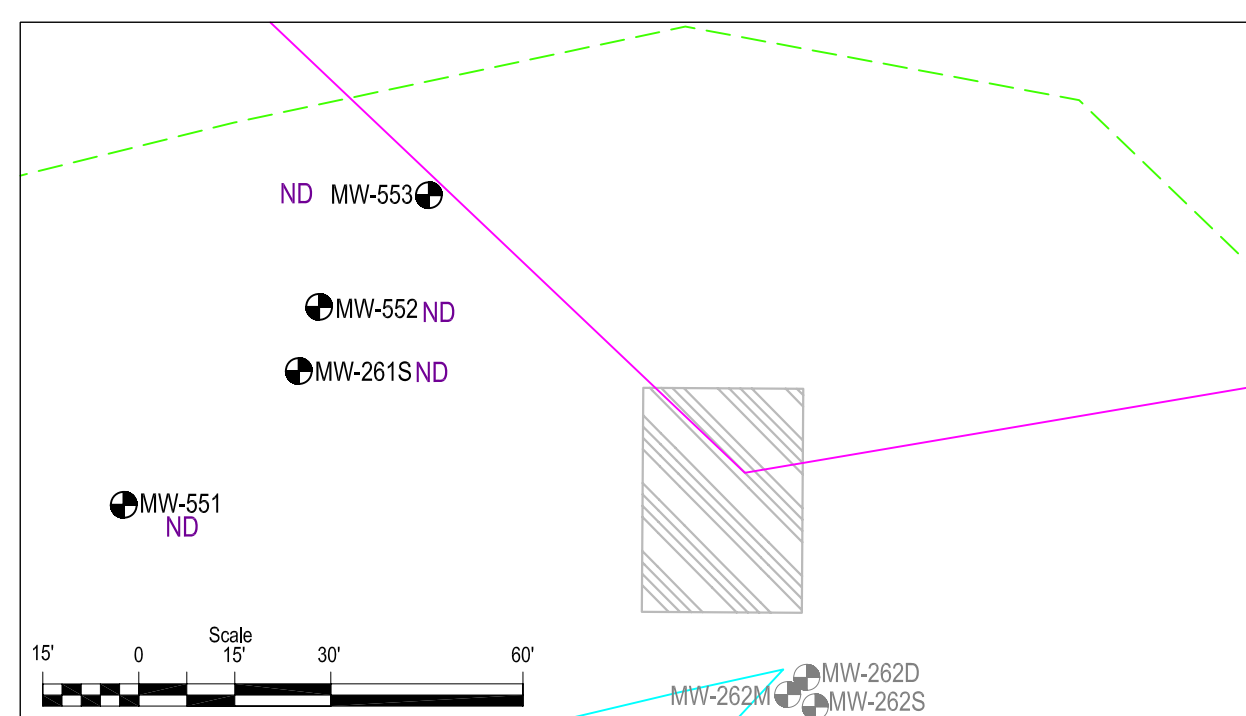 ND MW-553
MW-552 ND
MW-261S ND
MW-551
ND
Scale
15' 0 15' 30' 60'
MW-262D
MW-262M
MW-262S